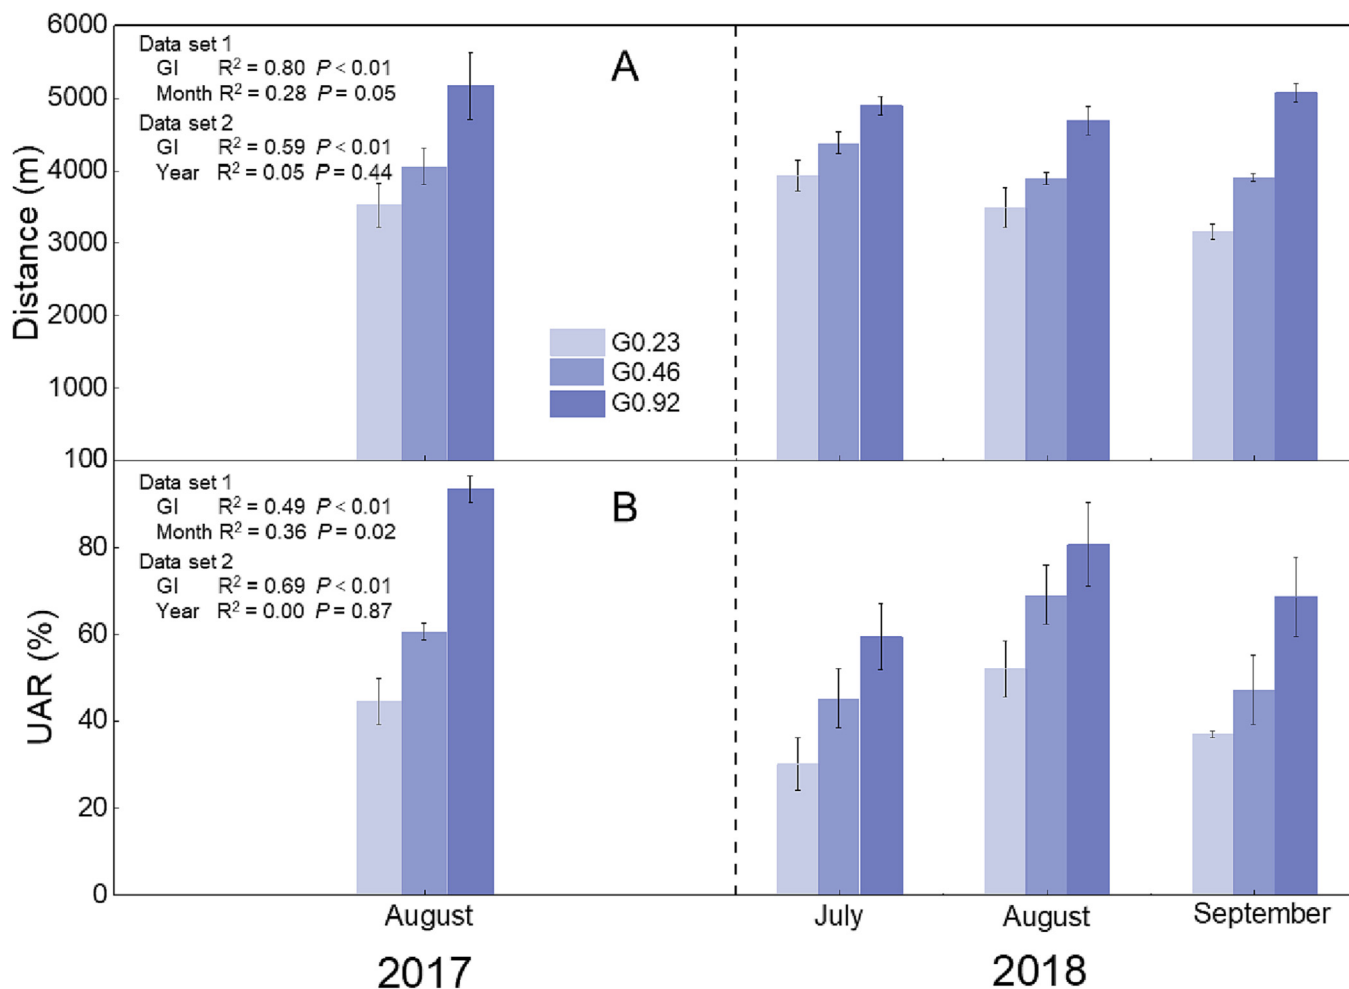 6000
5000
4000
3000
2000
1000
100
80
60
40
20
0
Distance (m)
UAR (%)
Data set 1
GI R² = 0.80 P < 0.01
Month R² = 0.28 P = 0.05
Data set 2
GI R² = 0.59 P < 0.01
Year R² = 0.05 P = 0.44
A
G0.23
G0.46
G0.92
Data set 1
GI R² = 0.49 P < 0.01
Month R² = 0.36 P = 0.02
Data set 2
GI R² = 0.69 P < 0.01
Year R² = 0.00 P = 0.87
B
August
July
August
September
2017
2018